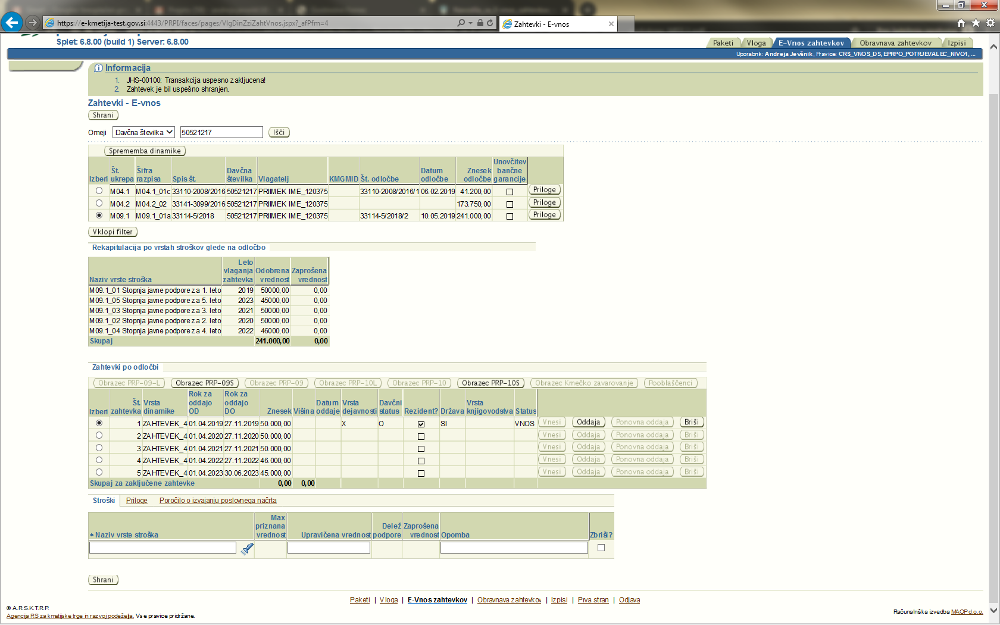 https://e-kmetija-test.gov.si:4443/PRPI/faces/pages/VlgDinZziZahtVnos.jspx?_afPfm=4
Zahtevki - E-vnos
Splet: 6.8.00 (build 1) Server: 6.8.00
Paketi Vloga E-Vnos zahtevkov Obravnava zahtevkov Izpisi
Uporabnik: Andreja Jevšnik, Pravice: CRS_VNOS_DS, EPRPO_POTRJEVALEC_NIVO1, ...
Informacija
1. JHS-00100: Transakcija uspesno zakljucena!
2. Zahtevek je bil uspešno shranjen.
Zahtevki - E-vnos
Shrani
Omeji Davčna številka 50521217 Išči
Sprememba dinamike
Izberi Št. ukrepa Šifra razpisa Spis št. Davčna številka Vlagatelj KMGMID Št. odločbe Datum odločbe Znesek odločbe Unovčitev bančne garancije
M04.1 M04.1_01c 33110-2008/2016 50521217 PRIIMEK IME_120375 33110-2008/2016/1 06.02.2019 41.200,00 Priloge
M04.2 M04.2_02 33141-3099/2016 50521217 PRIIMEK IME_120375 173.750,00 Priloge
M09.1 M09.1_01a 33114-5/2018 50521217 PRIIMEK IME_120375 33114-5/2018/2 10.05.2019 241.000,00 Priloge
Vklopi filter
Rekapitulacija po vrstah stroškov glede na odločbo
Naziv vrste stroška Leto vlaganja zahtevka Odobrena vrednost Zaprošena vrednost
M09.1_01 Stopnja javne podpore za 1. leto 2019 50000,00 0,00
M09.1_05 Stopnja javne podpore za 5. leto 2023 45000,00 0,00
M09.1_03 Stopnja javne podpore za 3. leto 2021 50000,00 0,00
M09.1_02 Stopnja javne podpore za 2. leto 2020 50000,00 0,00
M09.1_04 Stopnja javne podpore za 4. leto 2022 46000,00 0,00
Skupaj 241.000,00 0,00
Zahtevki po odločbi
Obrazec PRP-09-L Obrazec PRP-09S Obrazec PRP-09 Obrazec PRP-10L Obrazec PRP-10 Obrazec PRP-10S Obrazec Kmečko zavarovanje Pooblaščenci
Izberi Št. zahtevka Vrsta dinamike Rok za oddajo OD Rok za oddajo DO Znesek Višina Datum oddaje Vrsta dejavnosti Davčni status Rezident? Država Vrsta knjigovodstva Status
1 ZAHTEVEK_4 01.04.2019 27.11.2019 50.000,00 X O SI VNOS Vnesi Oddaja Ponovna oddaja Briši
2 ZAHTEVEK_4 01.04.2020 27.11.2020 50.000,00 Vnesi Oddaja Ponovna oddaja Briši
3 ZAHTEVEK_4 01.04.2021 27.11.2021 50.000,00 Vnesi Oddaja Ponovna oddaja Briši
4 ZAHTEVEK_4 01.04.2022 27.11.2022 46.000,00 Vnesi Oddaja Ponovna oddaja Briši
5 ZAHTEVEK_4 01.04.2023 30.06.2023 45.000,00 Vnesi Oddaja Ponovna oddaja Briši
Skupaj za zaključene zahtevke 0,00 0,00
Stroški Priloge Poročilo o izvajanju poslovnega načrta
* Naziv vrste stroška Max priznana vrednost Upravičena vrednost Delež podpore Zaprošena vrednost Opomba Zbriši?
Shrani
Paketi | Vloga | E-Vnos zahtevkov | Obravnava zahtevkov | Izpisi | Prva stran | Odjava
© A.R.S.K.T.R.P.
Agencija RS za kmetijske trge in razvoj podeželja. Vse pravice pridržane.
Računalniška izvedba MAOP d.o.o.